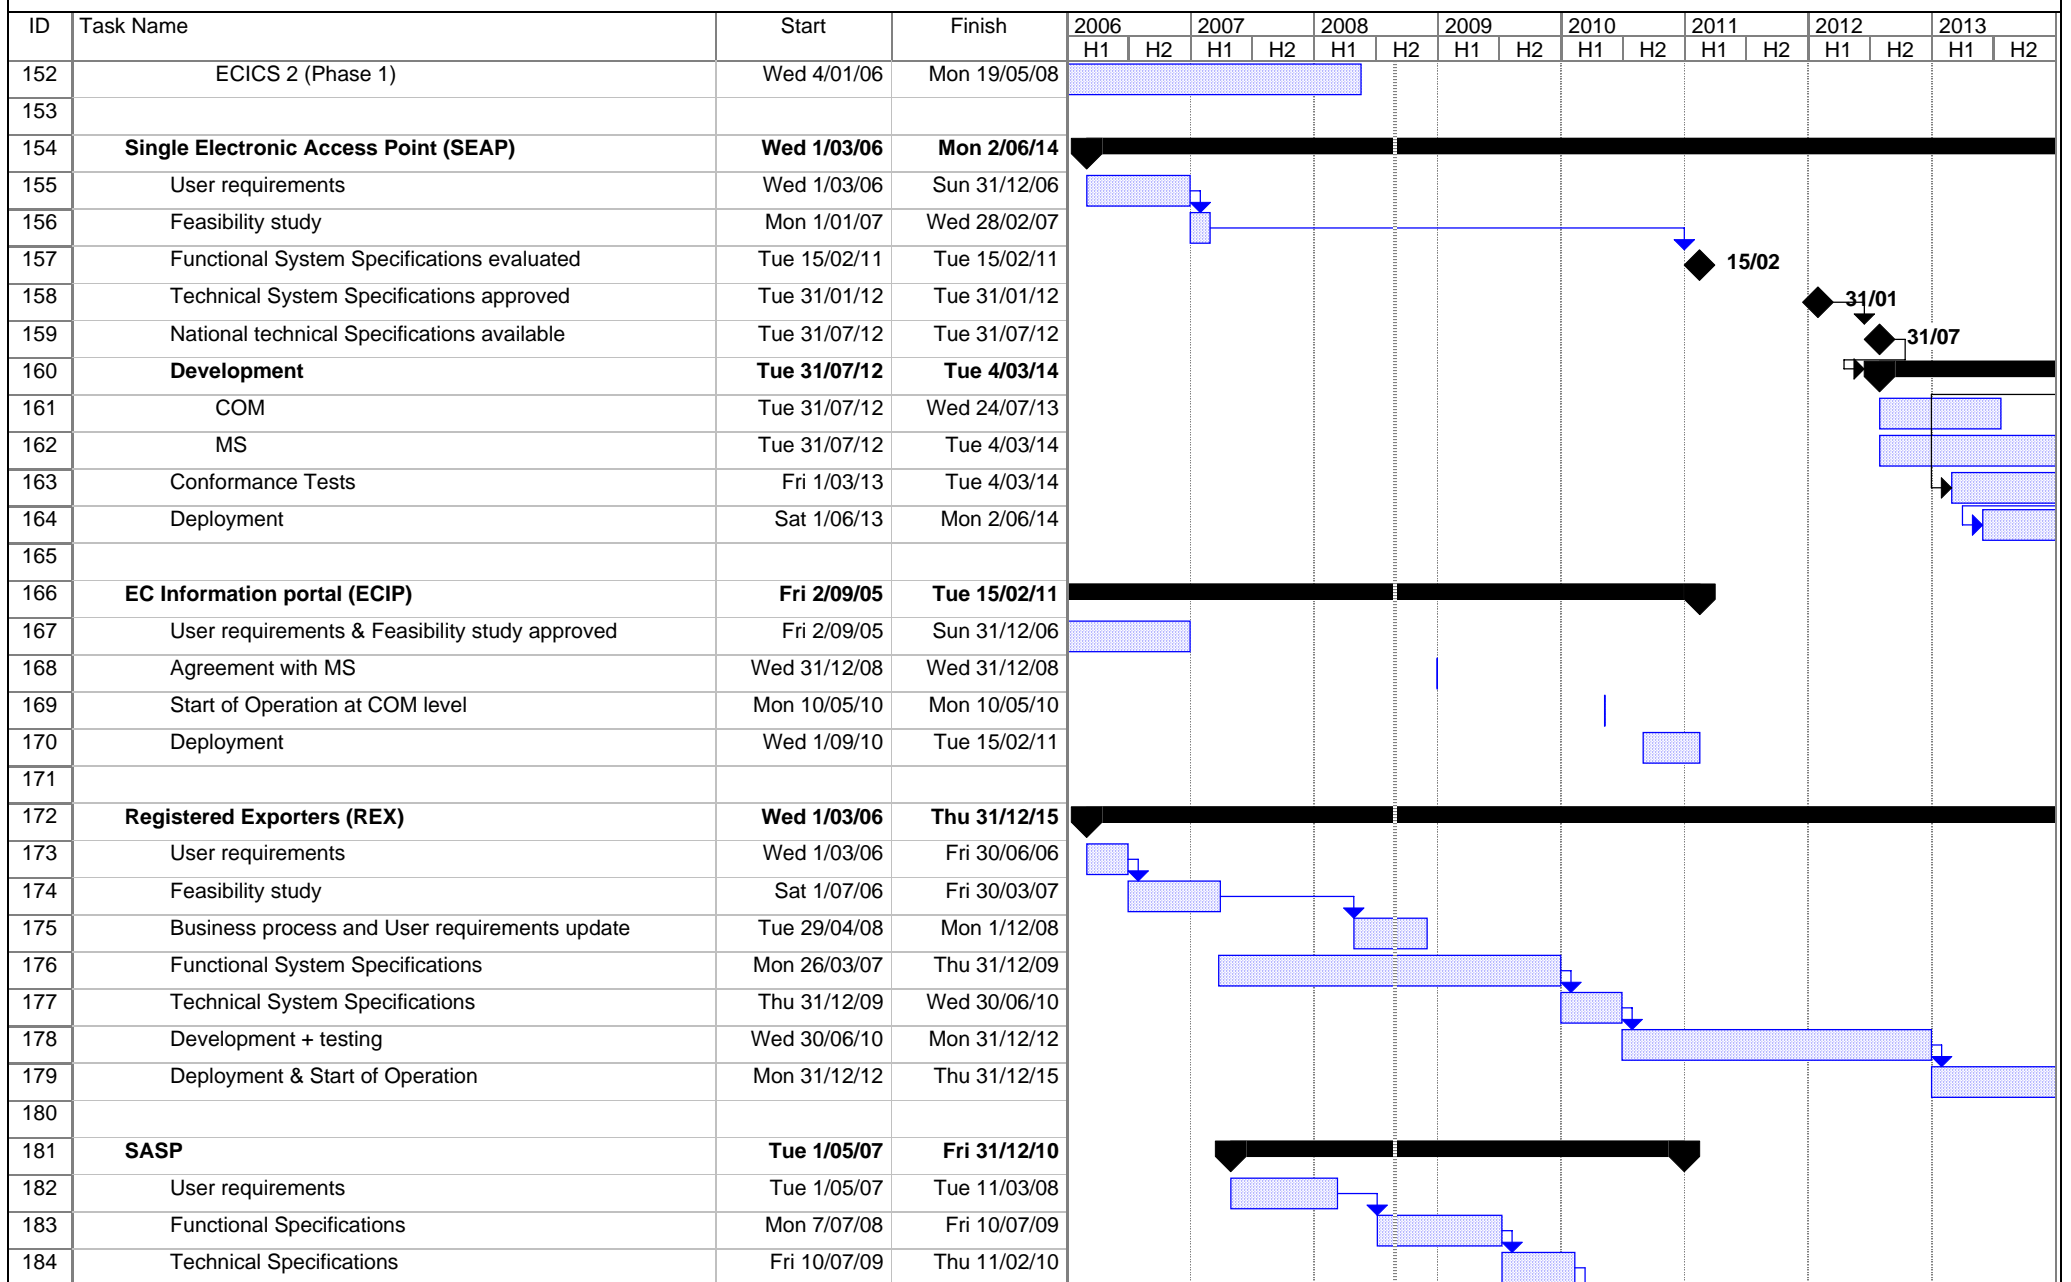 ID Task Name Start Finish 2006 2007 2008 2009 2010 2011 2012 2013
H1 H2 H1 H2 H1 H2 H1 H2 H1 H2 H1 H2 H1 H2 H1 H2
152 ECICS 2 (Phase 1) Wed 4/01/06 Mon 19/05/08
153
154 Single Electronic Access Point (SEAP) Wed 1/03/06 Mon 2/06/14
155 User requirements Wed 1/03/06 Sun 31/12/06
156 Feasibility study Mon 1/01/07 Wed 28/02/07
157 Functional System Specifications evaluated Tue 15/02/11 Tue 15/02/11 15/02
158 Technical System Specifications approved Tue 31/01/12 Tue 31/01/12 31/01
159 National technical Specifications available Tue 31/07/12 Tue 31/07/12 31/07
160 Development Tue 31/07/12 Tue 4/03/14
161 COM Tue 31/07/12 Wed 24/07/13
162 MS Tue 31/07/12 Tue 4/03/14
163 Conformance Tests Fri 1/03/13 Tue 4/03/14
164 Deployment Sat 1/06/13 Mon 2/06/14
165
166 EC Information portal (ECIP) Fri 2/09/05 Tue 15/02/11
167 User requirements & Feasibility study approved Fri 2/09/05 Sun 31/12/06
168 Agreement with MS Wed 31/12/08 Wed 31/12/08
169 Start of Operation at COM level Mon 10/05/10 Mon 10/05/10
170 Deployment Wed 1/09/10 Tue 15/02/11
171
172 Registered Exporters (REX) Wed 1/03/06 Thu 31/12/15
173 User requirements Wed 1/03/06 Fri 30/06/06
174 Feasibility study Sat 1/07/06 Fri 30/03/07
175 Business process and User requirements update Tue 29/04/08 Mon 1/12/08
176 Functional System Specifications Mon 26/03/07 Thu 31/12/09
177 Technical System Specifications Thu 31/12/09 Wed 30/06/10
178 Development + testing Wed 30/06/10 Mon 31/12/12
179 Deployment & Start of Operation Mon 31/12/12 Thu 31/12/15
180
181 SASP Tue 1/05/07 Fri 31/12/10
182 User requirements Tue 1/05/07 Tue 11/03/08
183 Functional Specifications Mon 7/07/08 Fri 10/07/09
184 Technical Specifications Fri 10/07/09 Thu 11/02/10